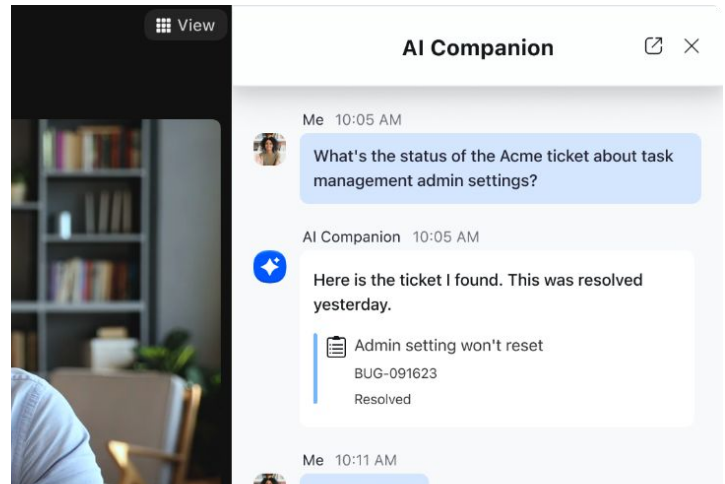 View
AI Companion
Me 10:05 AM
What's the status of the Acme ticket about task
management admin settings?
AI Companion 10:05 AM
Here is the ticket I found. This was resolved
yesterday.
Admin setting won't reset
BUG-091623
Resolved
Me 10:11 AM